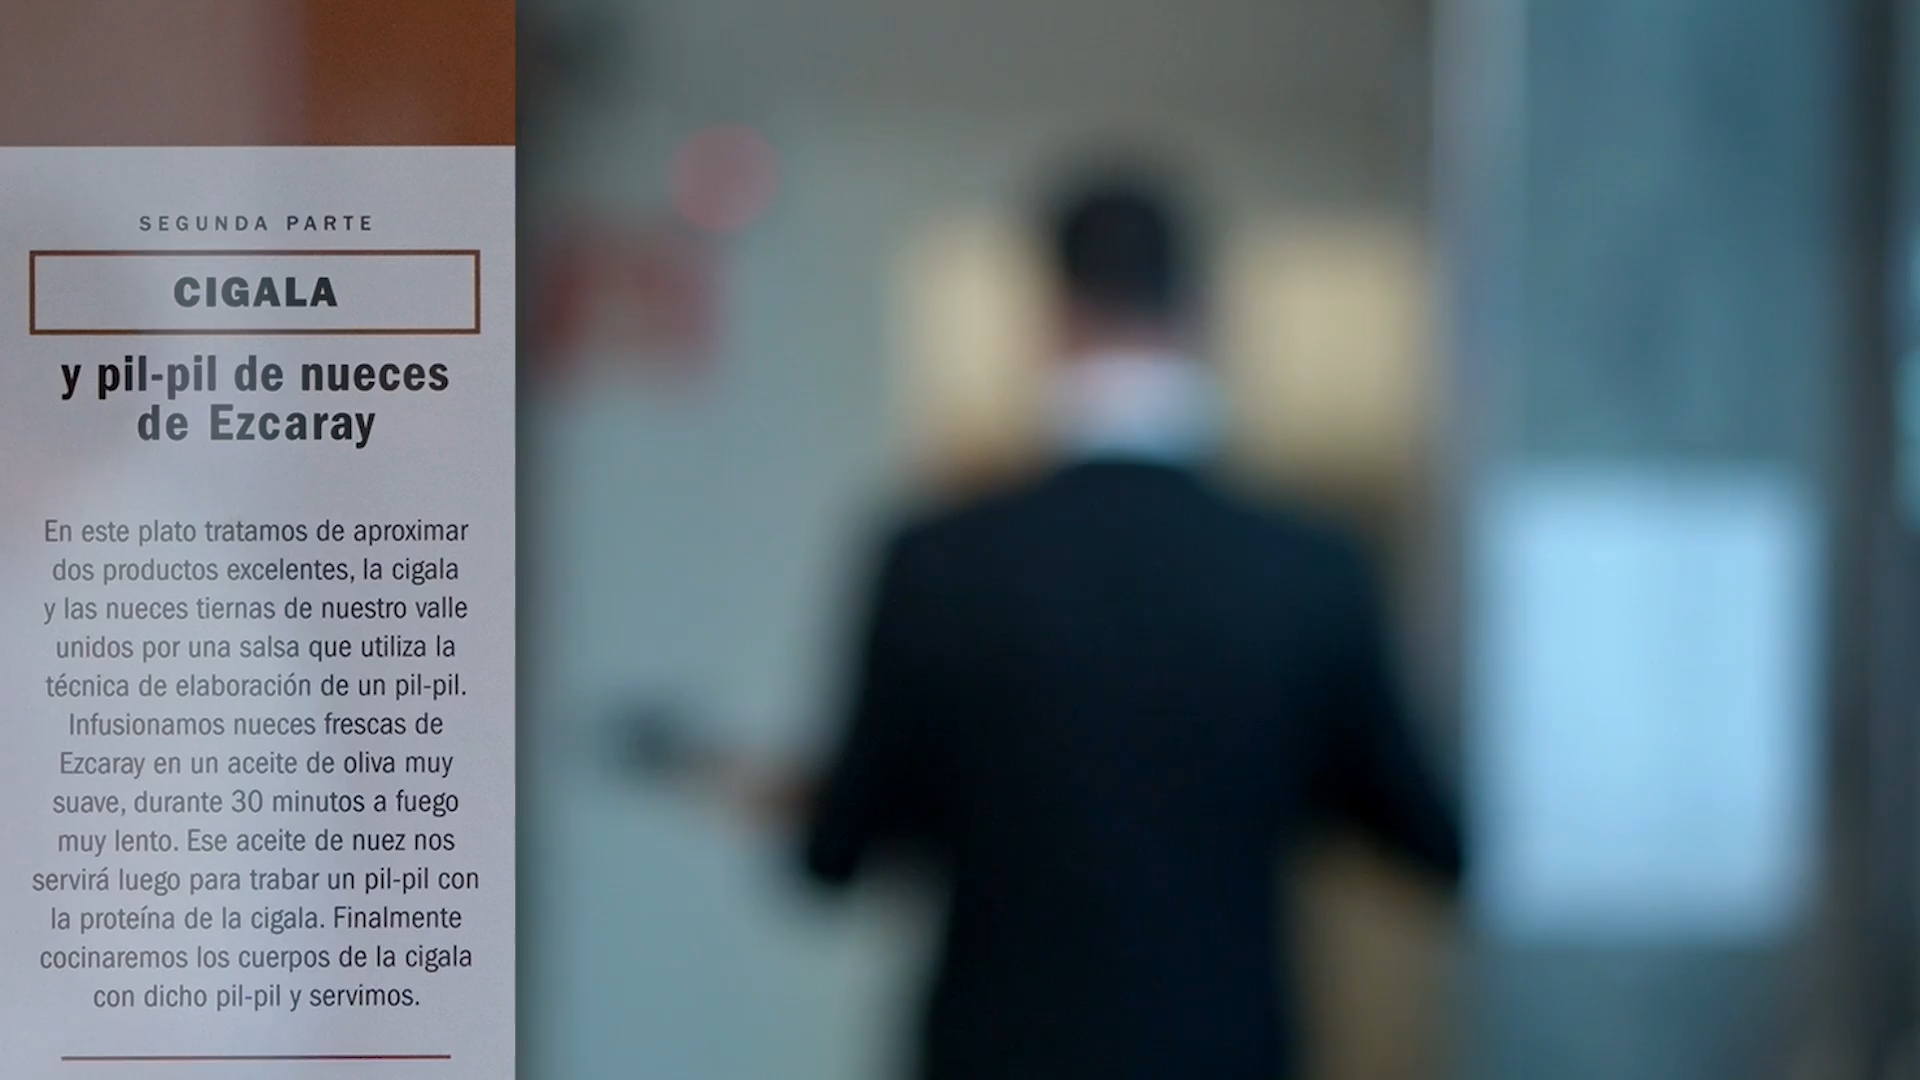 SEGUNDA PARTE
CIGALA
y pil-pil de nueces
de Ezcaray
En este plato tratamos de aproximar
dos productos excelentes, la cigala
y las nueces tiernas de nuestro valle
unidos por una salsa que utiliza la
técnica de elaboración de un pil-pil.
Infusionamos nueces frescas de
Ezcaray en un aceite de oliva muy
suave, durante 30 minutos a fuego
muy lento. Ese aceite de nuez nos
servirá luego para trabar un pil-pil con
la proteína de la cigala. Finalmente
cocinaremos los cuerpos de la cigala
con dicho pil-pil y servimos.